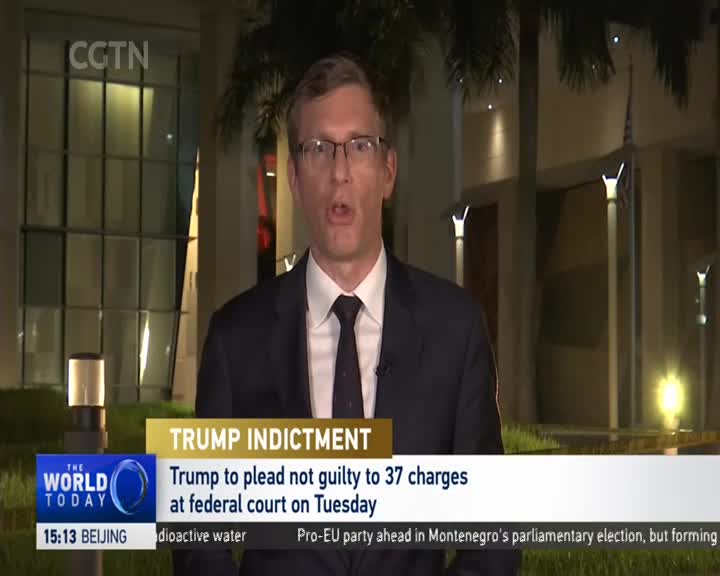 CGTN
TRUMP INDICTMENT
Trump to plead not guilty to 37 charges
at federal court on Tuesday
THE
WORLD
TODAY
15:13 BEIJING
radioactive water Pro-EU party ahead in Montenegro's parliamentary election, but forming